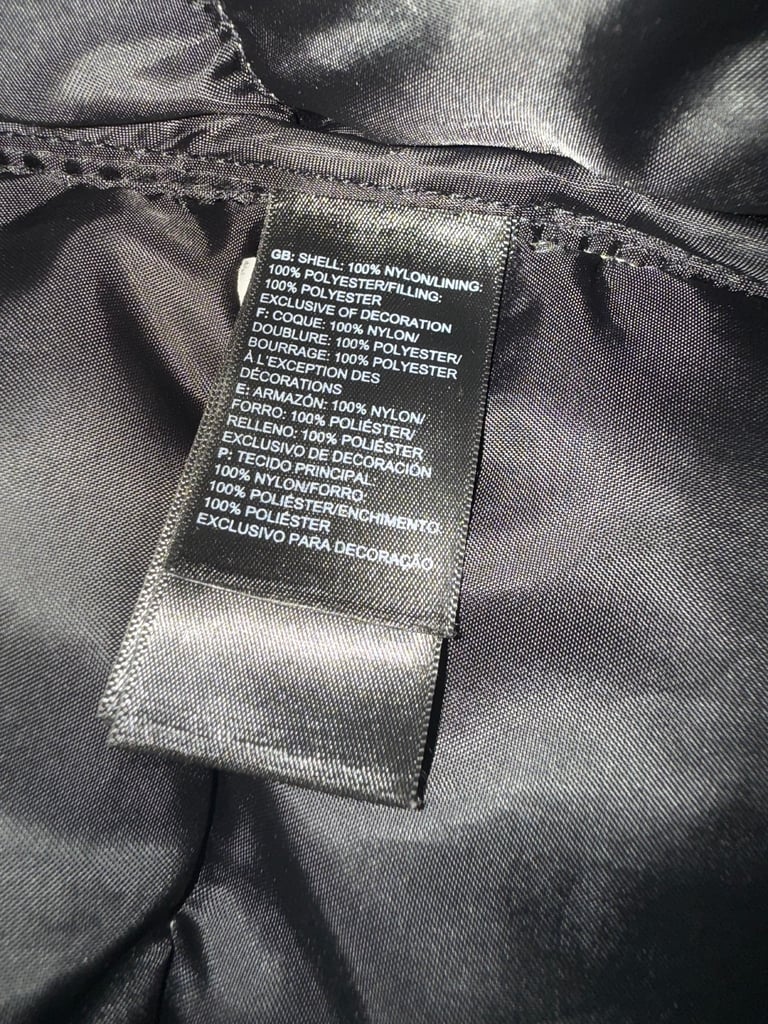 GB: SHELL: 100% NYLON/LINING:
100% POLYESTER/FILLING:
100% POLYESTER
EXCLUSIVE OF DECORATION
F: COQUE: 100% NYLON/
DOUBLURE: 100% POLYESTER/
BOURRAGE: 100% POLYESTER
À L'EXCEPTION DES
DÉCORATIONS
E: ARMAZÓN: 100% NYLON/
FORRO: 100% POLIÉSTER/
RELLENO: 100% POLIÉSTER
EXCLUSIVO DE DECORACIÓN
P: TECIDO PRINCIPAL
100% NYLON/FORRO
100% POLIÉSTER/ENCHIMENTO
100% POLIÉSTER
EXCLUSIVO PARA DECORAÇÃO